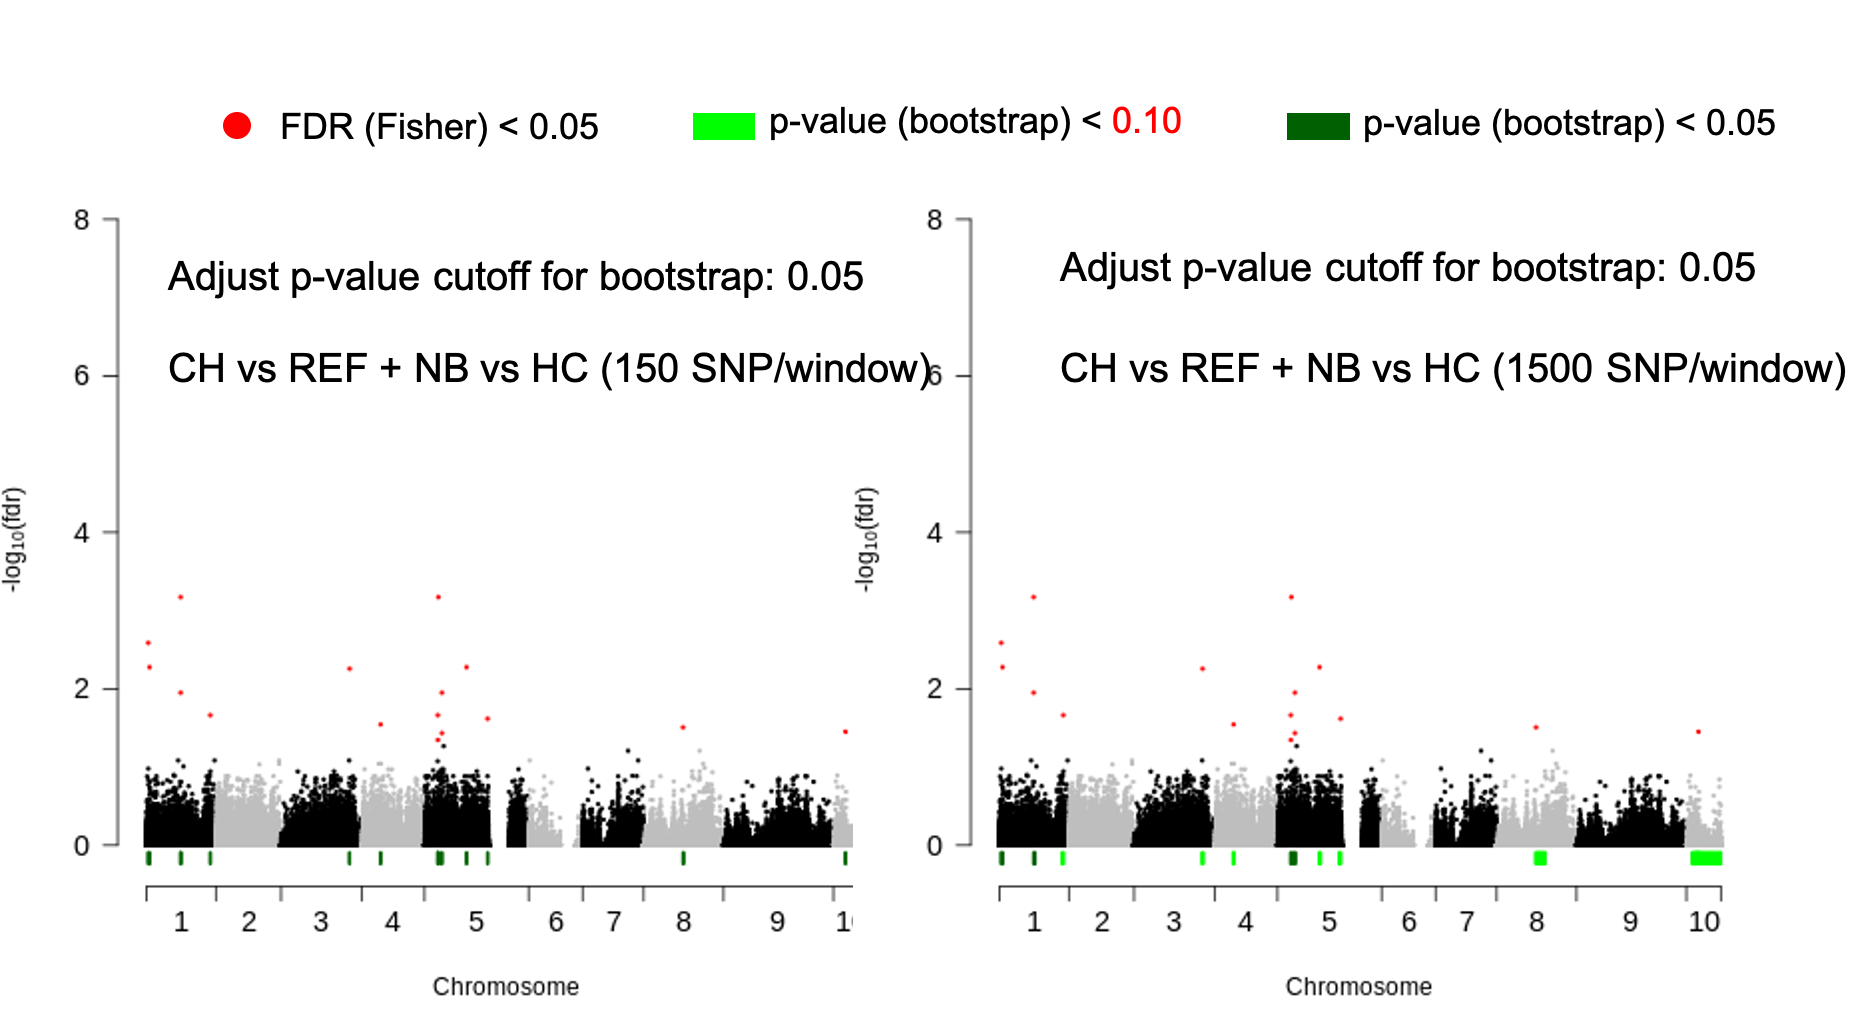 FDR (Fisher) < 0.05
p-value (bootstrap) < 0.10
p-value (bootstrap) < 0.05
8
Adjust p-value cutoff for bootstrap: 0.05
CH vs REF + NB vs HC (150 SNP/window)
6
4
2
0
-log₁₀(fdr)
1 2 3 4 5 6 7 8 9
Chromosome
8
Adjust p-value cutoff for bootstrap: 0.05
CH vs REF + NB vs HC (1500 SNP/window)
6
4
2
0
-log₁₀(fdr)
1 2 3 4 5 6 7 8 9 10
Chromosome